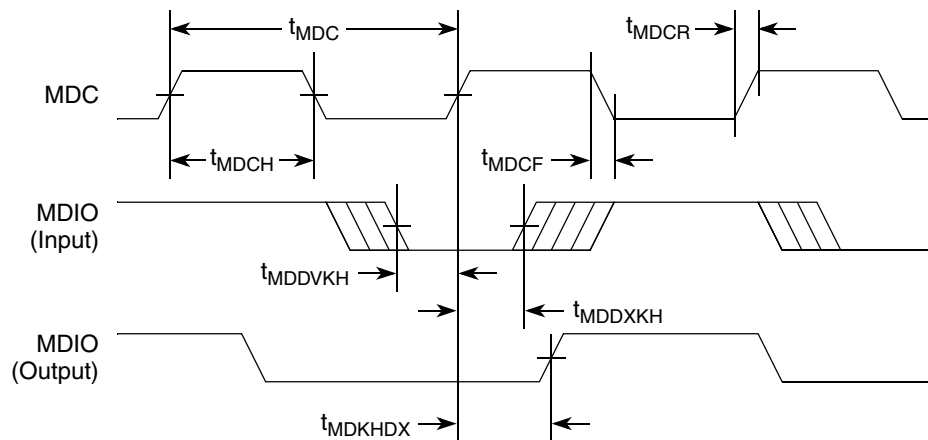 tMDC
tMDCR
MDC
tMDCH
tMDCF
MDIO
(Input)
tMDDVKH
tMDDXKH
MDIO
(Output)
tMDKHDX